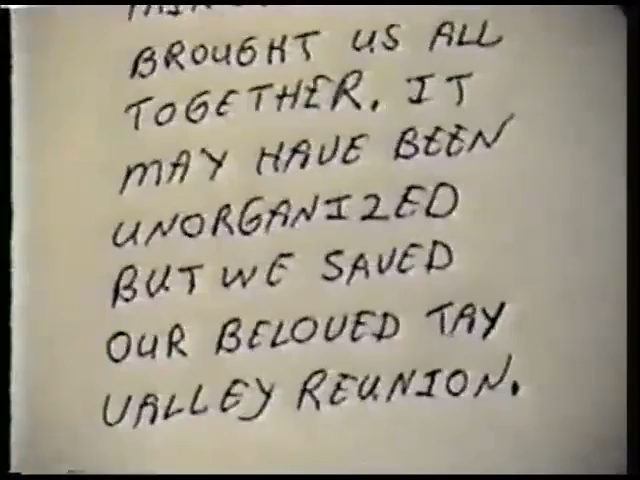 BROUGHT US ALL
TOGETHER. IT
MAY HAVE BEEN
UNORGANIZED
BUT WE SAVED
OUR BELOVED TAY
VALLEY REUNION.